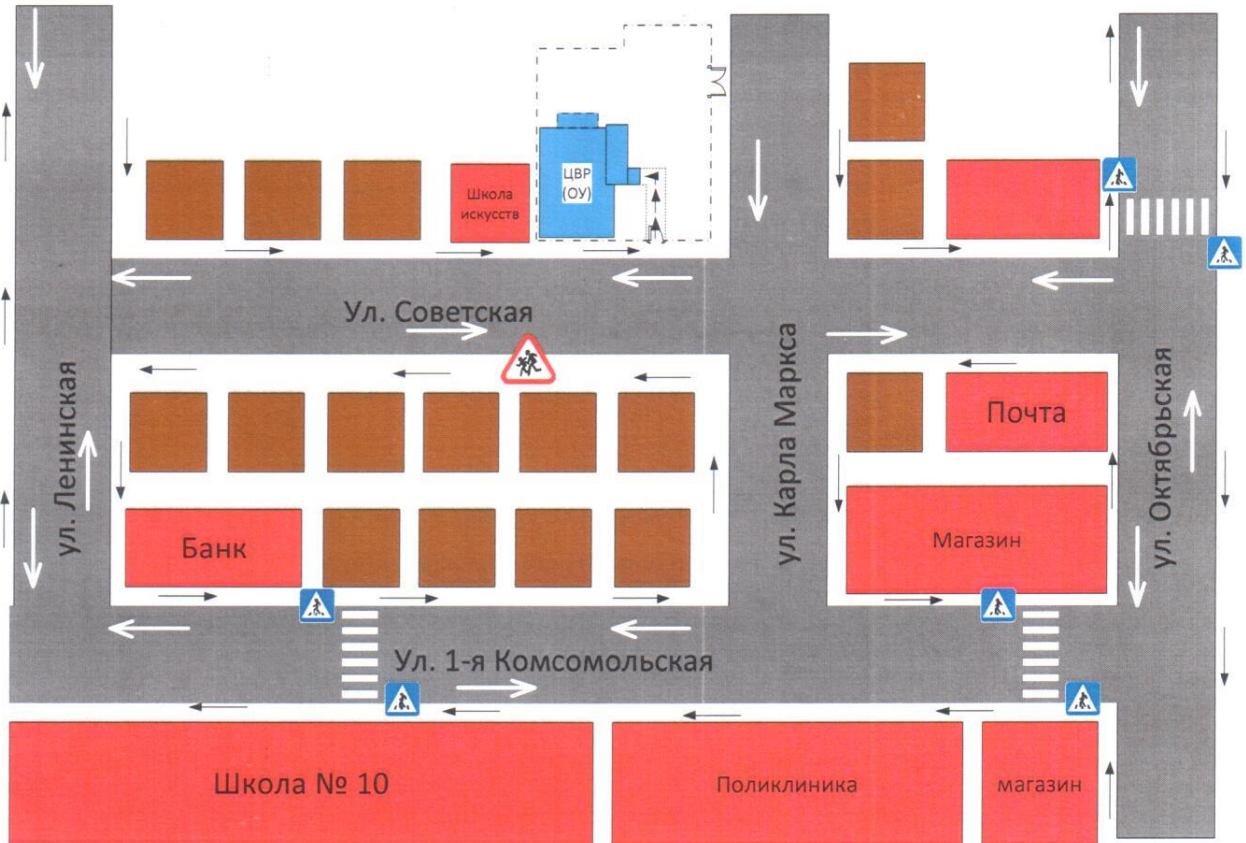 Школа
искусств
ЦВР
(ОУ)
Ул. Советская
ул. Ленинская
ул. Карла Маркса
ул. Октябрьская
Почта
Банк
Магазин
Ул. 1-я Комсомольская
Школа № 10
Поликлиника
магазин